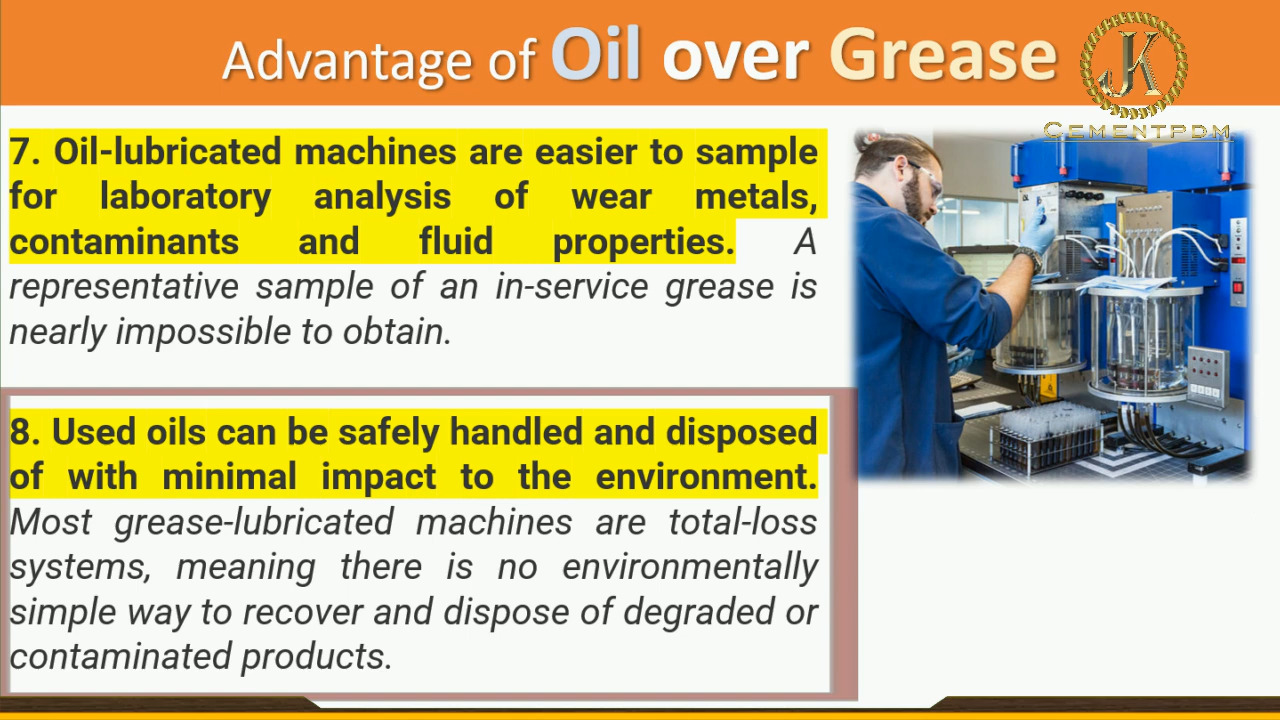 Advantage of Oil over Grease
JK
CEMENTPDM
7. Oil-lubricated machines are easier to sample
for laboratory analysis of wear metals,
contaminants and fluid properties. A
representative sample of an in-service grease is
nearly impossible to obtain.
8. Used oils can be safely handled and disposed
of with minimal impact to the environment.
Most grease-lubricated machines are total-loss
systems, meaning there is no environmentally
simple way to recover and dispose of degraded or
contaminated products.